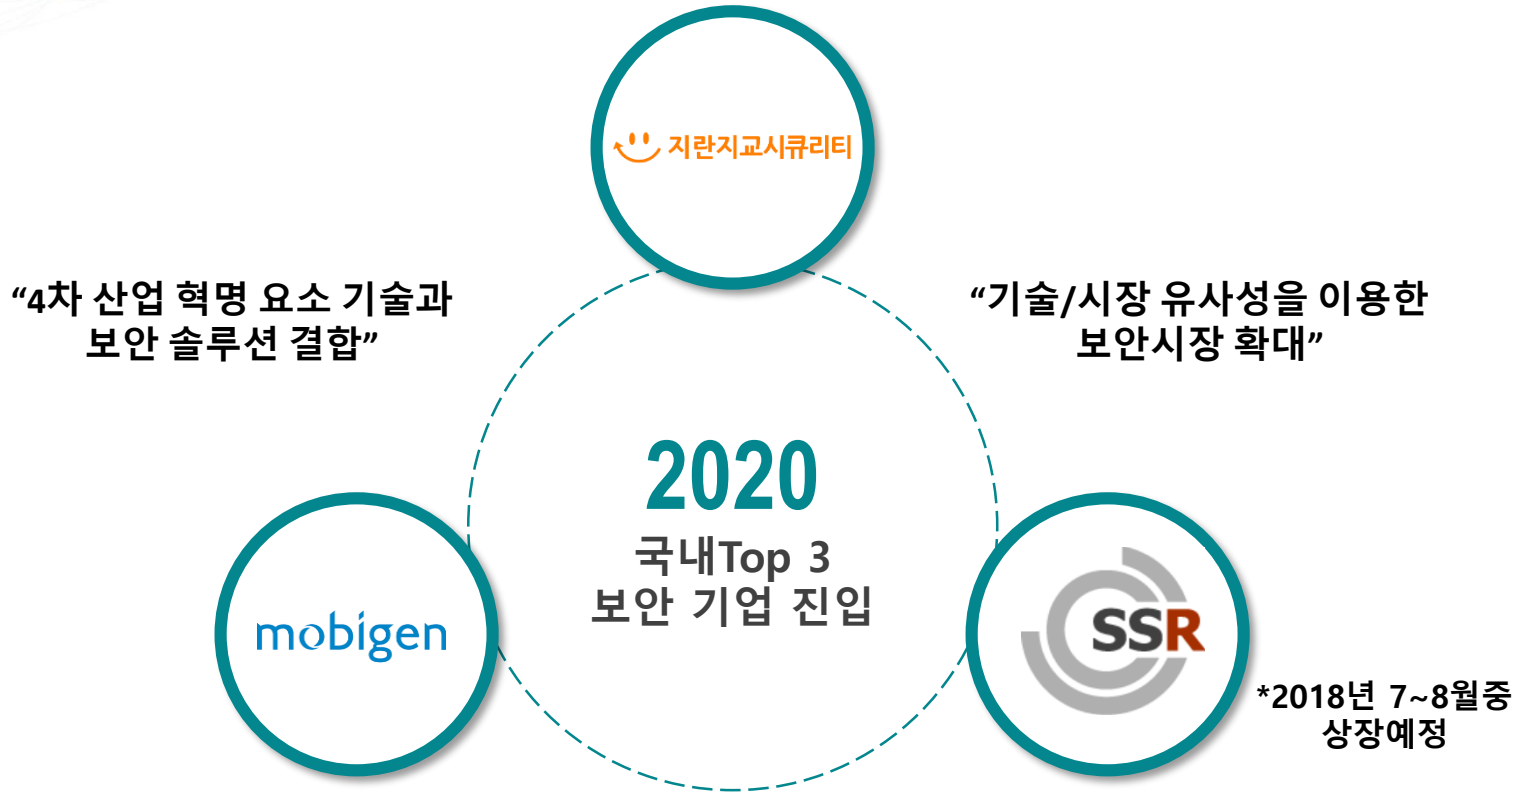 지란지교시큐리티
“4차 산업 혁명 요소 기술과
보안 솔루션 결합”
“기술/시장 유사성을 이용한
보안시장 확대”
2020
국내Top 3
보안 기업 진입
mobigen
SSR
*2018년 7~8월중
상장예정